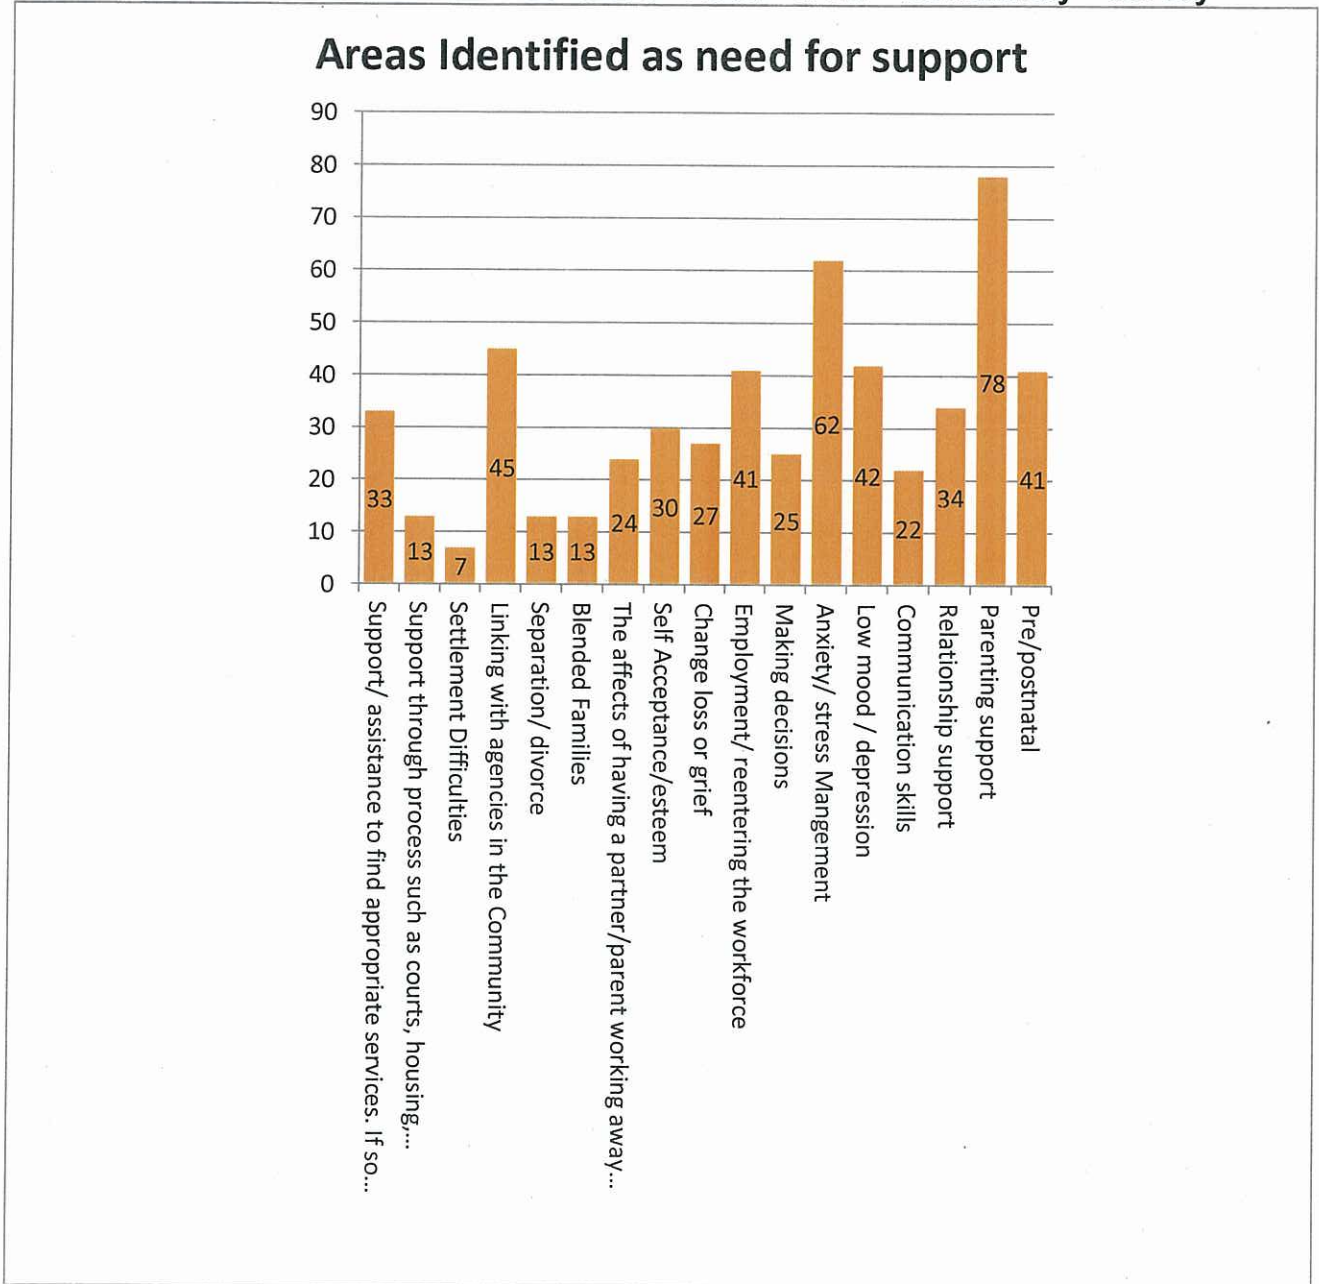 Areas Identified as need for support
90
80
70
60
50
40
30
20
10
0
33
13
7
45
13
13
24
30
27
41
25
62
42
22
34
78
41
Support/ assistance to find appropriate services. If so...
Support through process such as courts, housing,...
Settlement Difficulties
Linking with agencies in the Community
Separation/ divorce
Blended Families
The affects of having a partner/parent working away...
Self Acceptance/esteem
Change loss or grief
Employment/ reentering the workforce
Making decisions
Anxiety/ stress Mangement
Low mood / depression
Communication skills
Relationship support
Parenting support
Pre/postnatal